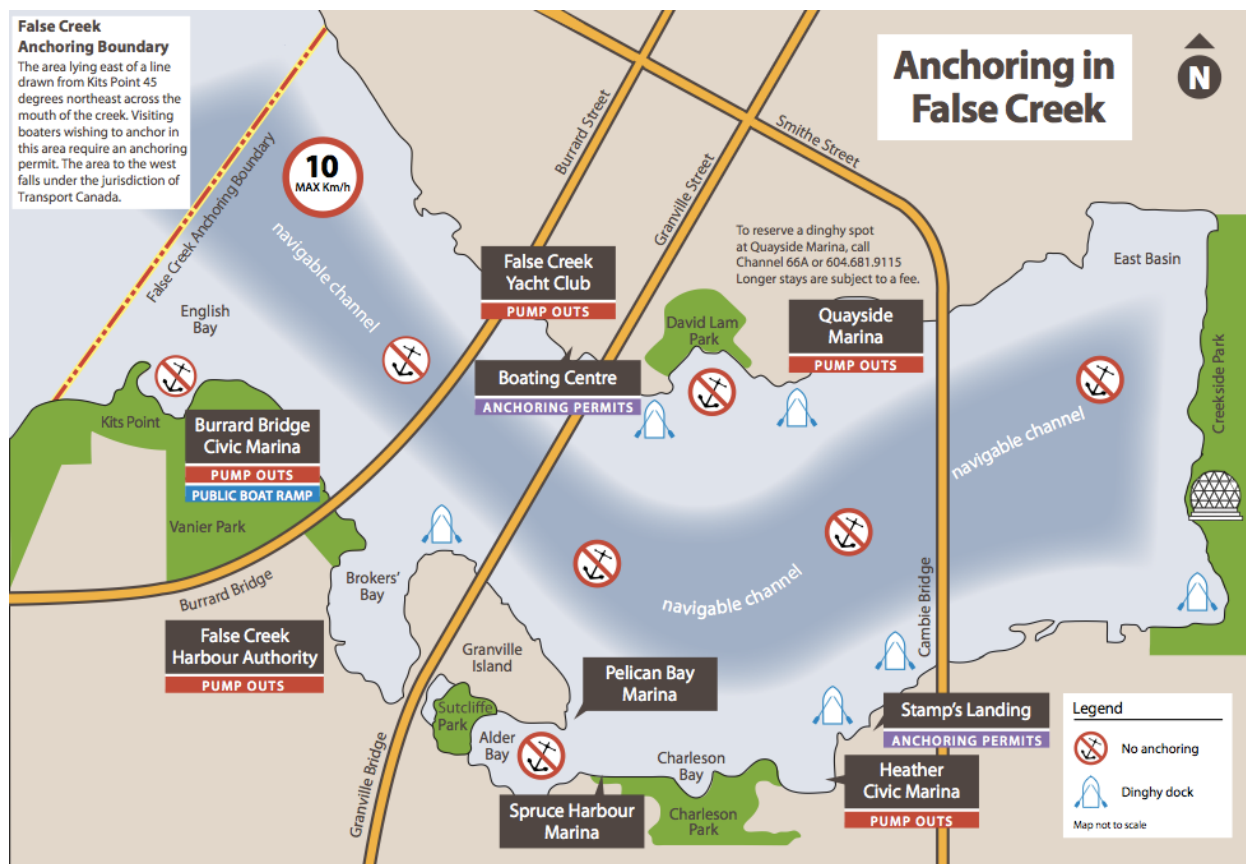 False Creek
Anchoring Boundary
The area lying east of a line
drawn from Kits Point 45
degrees northeast across the
mouth of the creek. Visiting
boaters wishing to anchor in
this area require an anchoring
permit. The area to the west
falls under the jurisdiction of
Transport Canada.
Anchoring in
False Creek
N
10
MAX Km/h
False Creek Anchoring Boundary
navigable channel
Burrard Street
Granville Street
Smithe Street
To reserve a dinghy spot
at Quayside Marina, call
Channel 66A or 604.681.9115
Longer stays are subject to a fee.
East Basin
False Creek
Yacht Club
PUMP OUTS
English
Bay
David Lam
Park
Quayside
Marina
PUMP OUTS
Boating Centre
ANCHORING PERMITS
Creekside Park
Kits Point
Burrard Bridge
Civic Marina
PUMP OUTS
PUBLIC BOAT RAMP
Vanier Park
navigable channel
Burrard Bridge
Brokers'
Bay
navigable channel
Cambie Bridge
False Creek
Harbour Authority
PUMP OUTS
Granville
Island
Pelican Bay
Marina
Sutcliffe
Park
Alder
Bay
Stamp's Landing
ANCHORING PERMITS
Charleson
Bay
Heather
Civic Marina
PUMP OUTS
Granville Bridge
Spruce Harbour
Marina
Charleson
Park
Legend
No anchoring
Dinghy dock
Map not to scale